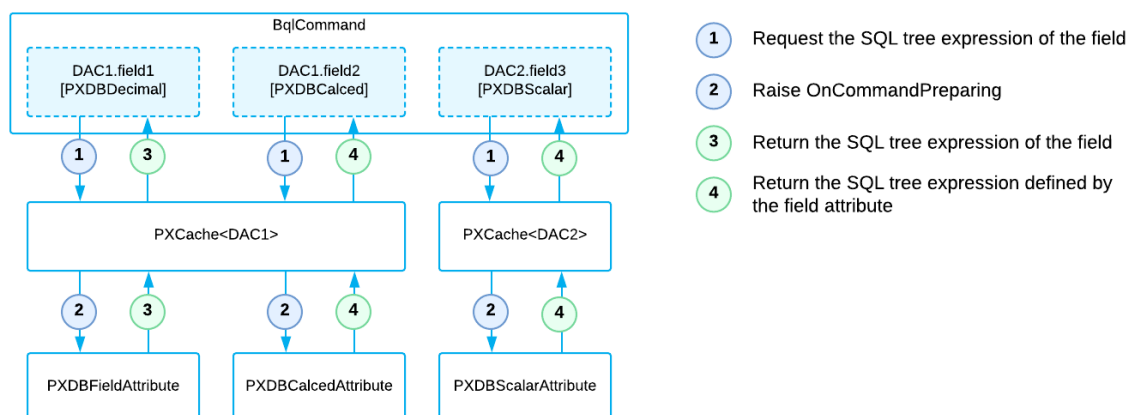 BqlCommand
DAC1.field1
[PXDBDecimal]
DAC1.field2
[PXDBCalced]
DAC2.field3
[PXDBScalar]
1
3
1
4
1
4
PXCache<DAC1>
PXCache<DAC2>
2
3
2
4
2
4
PXDBFieldAttribute
PXDBCalcedAttribute
PXDBScalarAttribute
1 Request the SQL tree expression of the field
2 Raise OnCommandPreparing
3 Return the SQL tree expression of the field
4 Return the SQL tree expression defined by
the field attribute